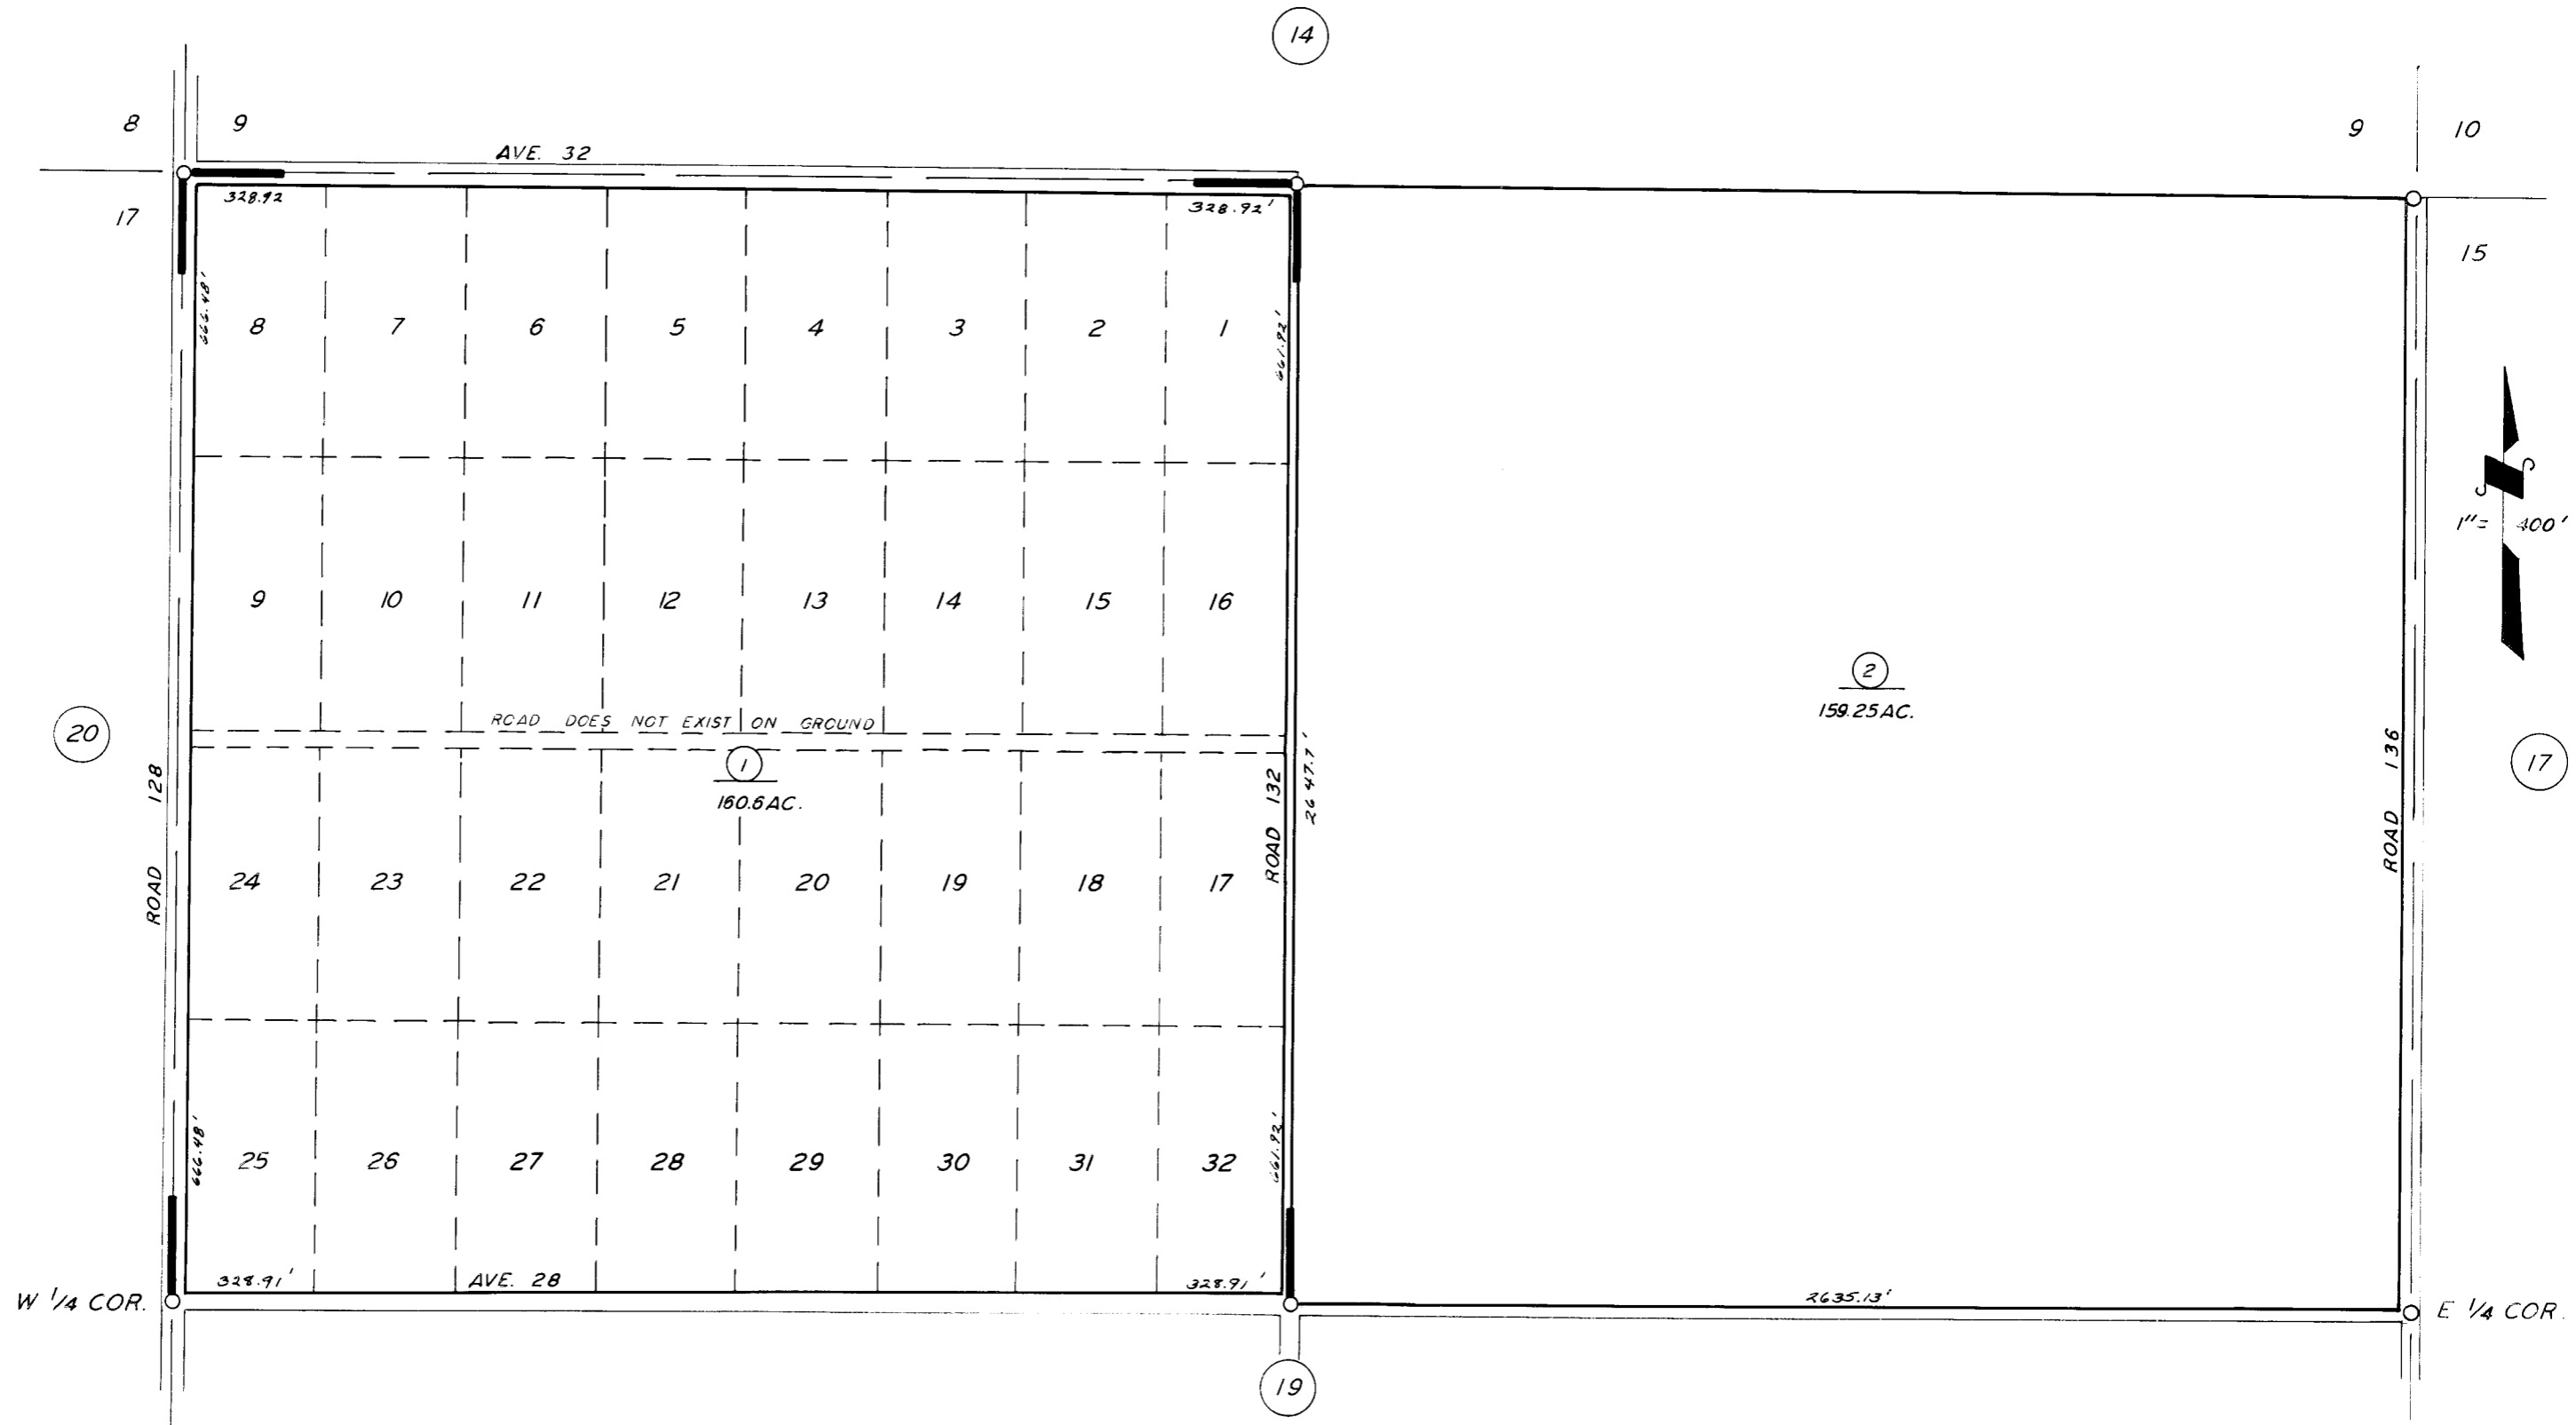 14
8 9 9 10
AVE. 32
17 328.92 328.92' 15
666.48' 661.92'
8 7 6 5 4 3 2 1
1"= 400'
9 10 11 12 13 14 15 16
2
159.25 AC.
ROAD DOES NOT EXIST ON GROUND
20
1
160.6 AC.
ROAD 128
ROAD 132
2647.7'
ROAD 136
17
24 23 22 21 20 19 18 17
666.48' 661.92'
25 26 27 28 29 30 31 32
328.91' AVE. 28 328.91'
W 1/4 COR. 2635.13' E 1/4 COR.
19